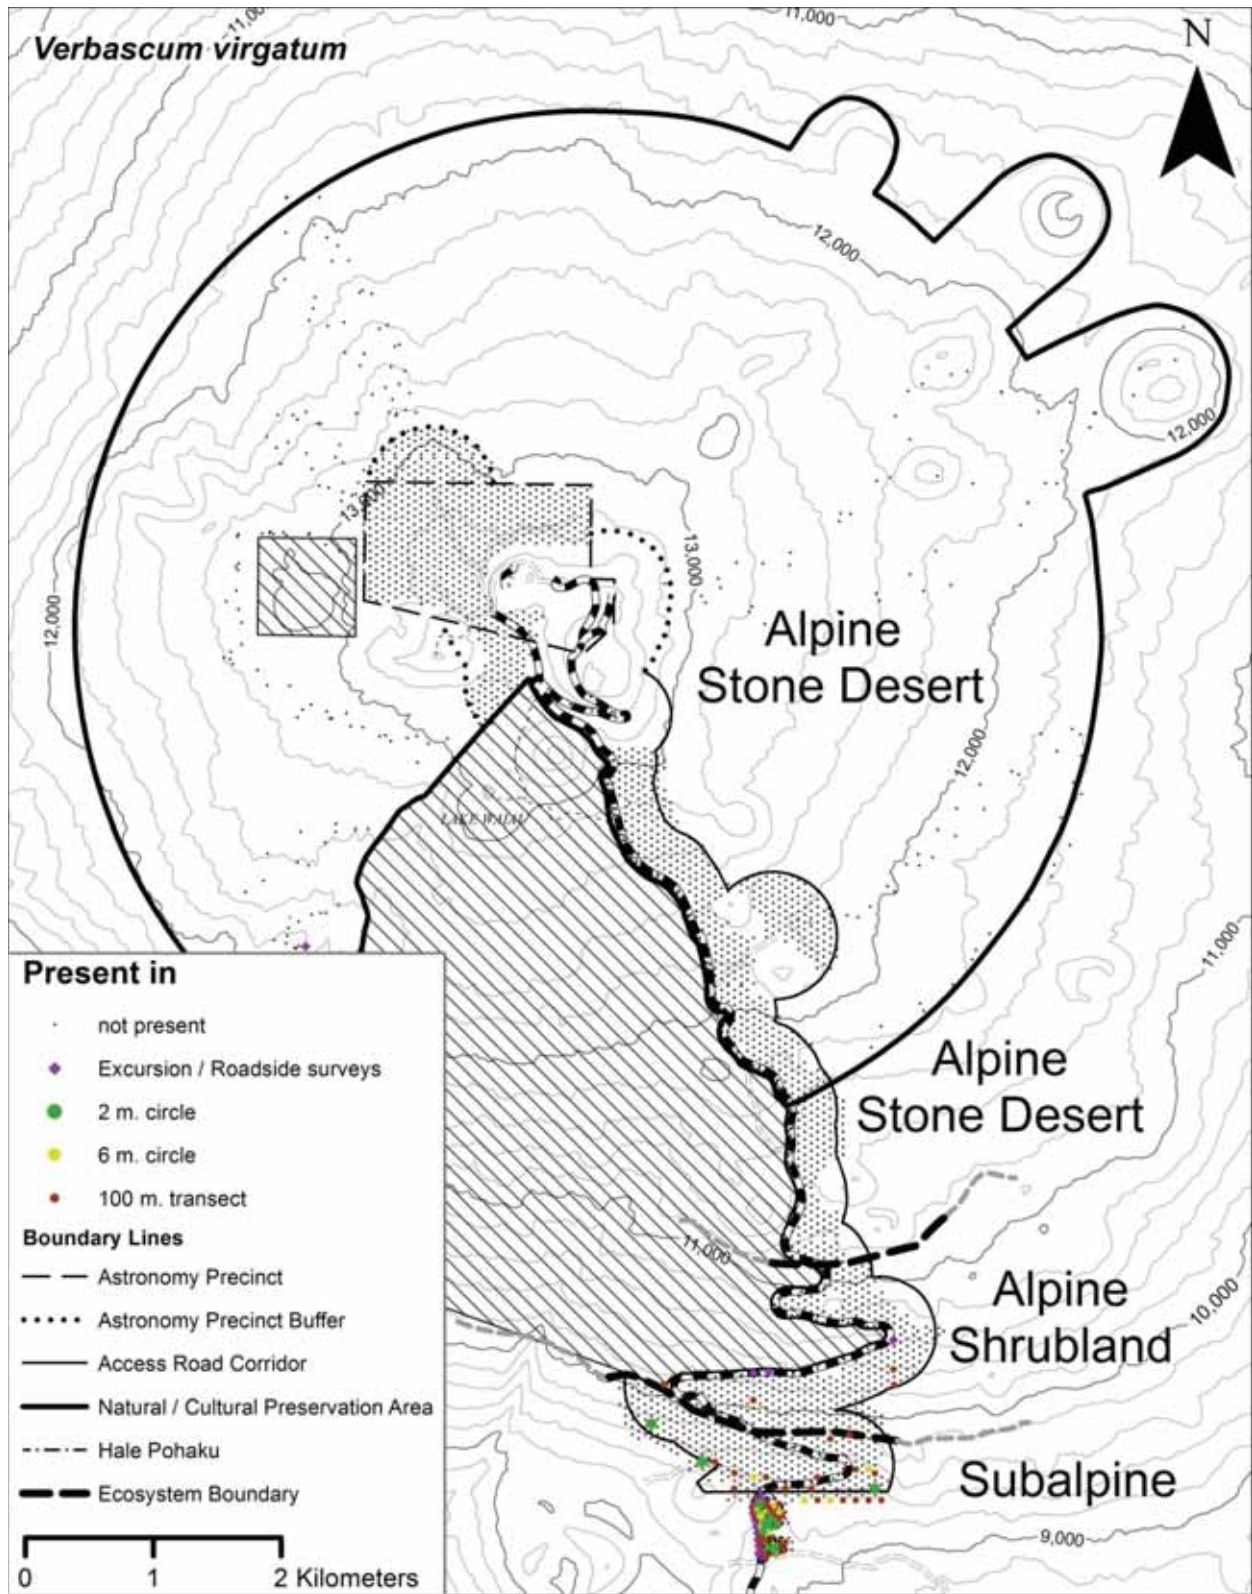 11,000
11,000
Verbascum virgatum
N
12,000
12,000
13,000
13,000
12,000
Alpine
Stone Desert
12,000
LAKE WAIAU
11,000
Present in
not present
Excursion / Roadside surveys
2 m. circle
6 m. circle
100 m. transect
Boundary Lines
Astronomy Precinct
Astronomy Precinct Buffer
Access Road Corridor
Natural / Cultural Preservation Area
Hale Pohaku
Ecosystem Boundary
0 1 2 Kilometers
Alpine
Stone Desert
11,000
Alpine
Shrubland
10,000
Subalpine
9,000